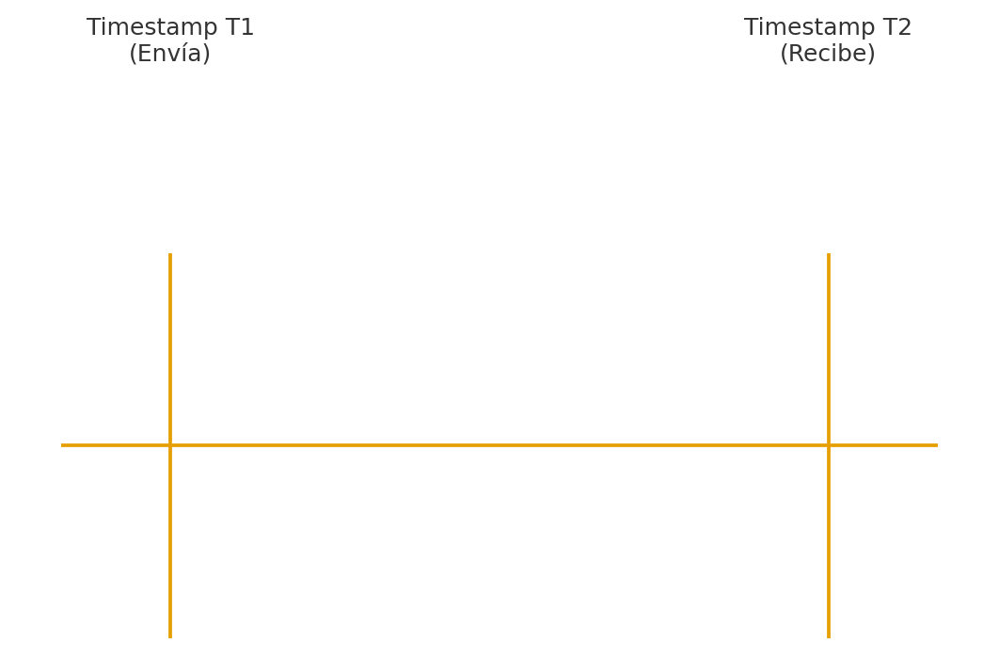 Timestamp T1
(Envía)
Timestamp T2
(Recibe)